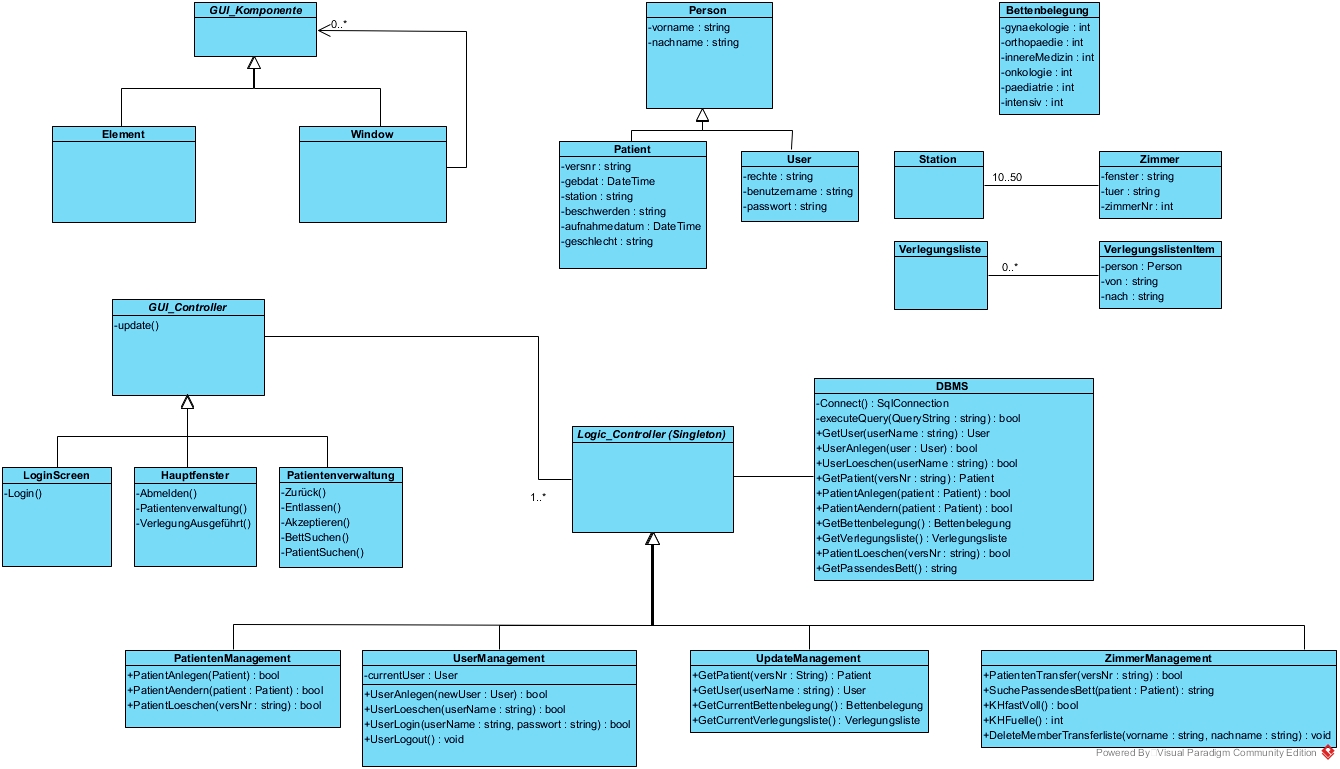 GUI_Komponente
0..*
Element
Window
Person
-vorname : string
-nachname : string
Patient
-versnr : string
-gebdat : DateTime
-station : string
-beschwerden : string
-aufnahmedatum : DateTime
-geschlecht : string
User
-rechte : string
-benutzername : string
-passwort : string
Bettenbelegung
-gynaekologie : int
-orthopaedie : int
-innereMedizin : int
-onkologie : int
-paediatrie : int
-intensiv : int
Station
10..50
Zimmer
-fenster : string
-tuer : string
-zimmerNr : int
Verlegungsliste
0..*
VerlegungslistenItem
-person : Person
-von : string
-nach : string
GUI_Controller
-update()
LoginScreen
-Login()
Hauptfenster
-Abmelden()
-Patientenverwaltung()
-VerlegungAusgeführt()
Patientenverwaltung
-Zurück()
-Entlassen()
-Akzeptieren()
-BettSuchen()
-PatientSuchen()
1..*
Logic_Controller (Singleton)
DBMS
-Connect() : SqlConnection
-executeQuery(QueryString : string) : bool
+GetUser(userName : string) : User
+UserAnlegen(user : User) : bool
+UserLoeschen(userName : string) : bool
+GetPatient(versNr : string) : Patient
+PatientAnlegen(patient : Patient) : bool
+PatientAendern(patient : Patient) : bool
+GetBettenbelegung() : Bettenbelegung
+GetVerlegungsliste() : Verlegungsliste
+PatientLoeschen(versNr : string) : bool
+GetPassendesBett() : string
PatientenManagement
+PatientAnlegen(Patient) : bool
+PatientAendern(patient : Patient) : bool
+PatientLoeschen(versNr : string) : bool
UserManagement
-currentUser : User
+UserAnlegen(newUser : User) : bool
+UserLoeschen(userName : string) : bool
+UserLogin(userName : string, passwort : string) : bool
+UserLogout() : void
UpdateManagement
+GetPatient(versNr : String) : Patient
+GetUser(userName : string) : User
+GetCurrentBettenbelegung() : Bettenbelegung
+GetCurrentVerlegungsliste() : Verlegungsliste
ZimmerManagement
+PatientenTransfer(versNr : string) : bool
+SuchePassendesBett(patient : Patient) : string
+KHfastVoll() : bool
+KHFuelle() : int
+DeleteMemberTransferliste(vorname : string, nachname : string) : void
Powered By Visual Paradigm Community Edition